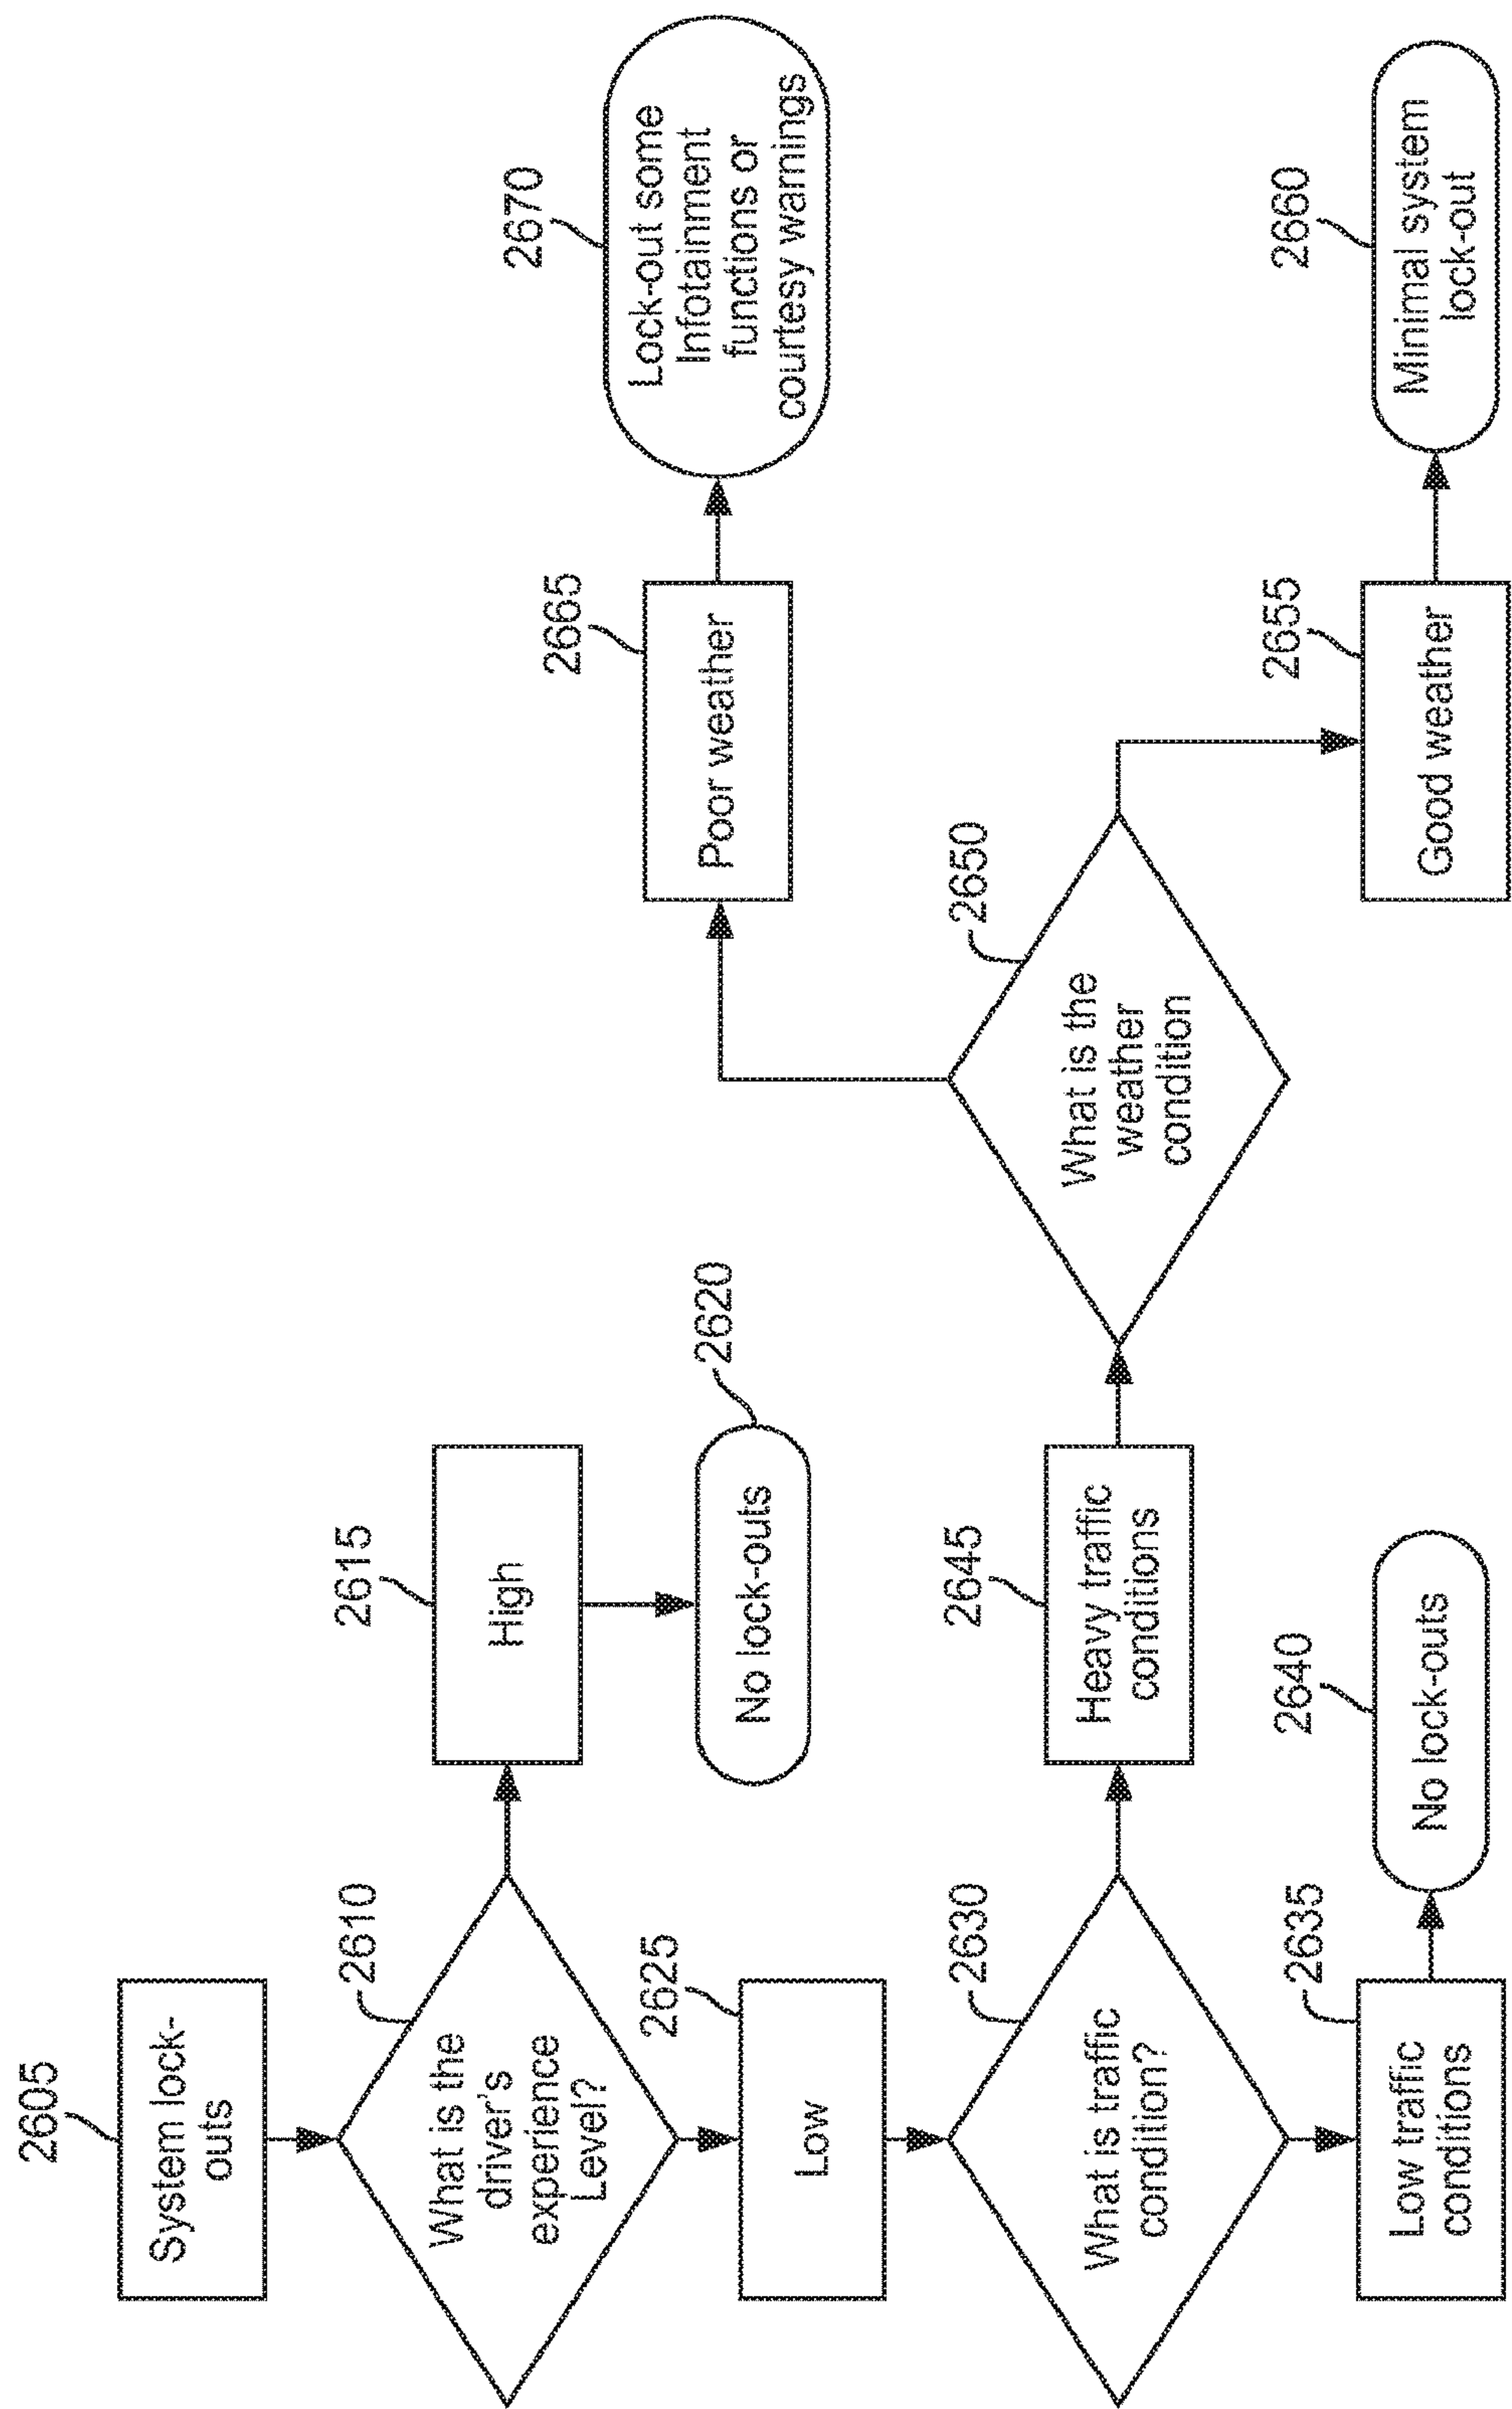 2605
System lock-
outs
2610
What is the
driver's
experience
Level?
2615
High
2620
No lock-outs
2625
Low
2630
What is traffic
condition?
2635
Low traffic
conditions
2640
No lock-outs
2645
Heavy traffic
conditions
2650
What is the
weather
condition
2665
Poor weather
2670
Lock-out some
Infotainment
functions or
courtesy warnings
2655
Good weather
2660
Minimal system
lock-out